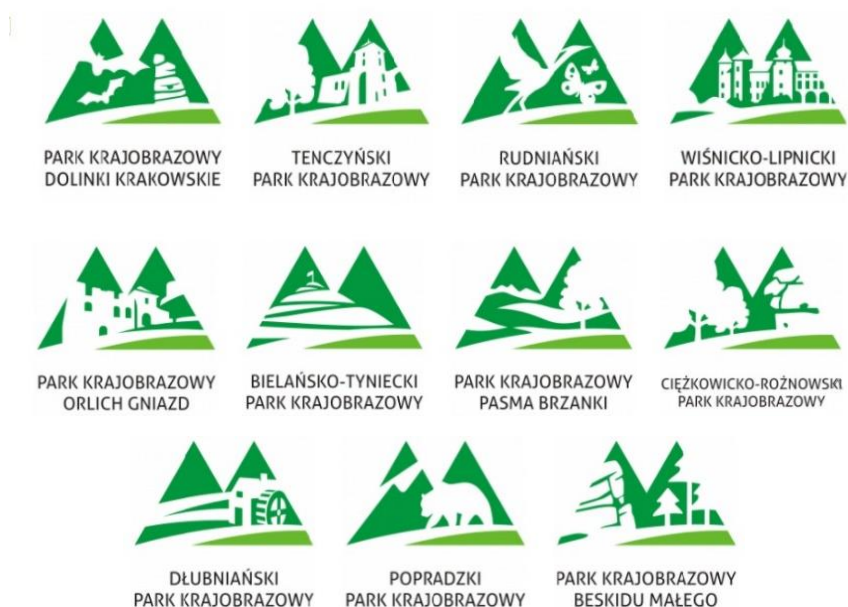 PARK KRAJOBRAZOWY
DOLINKI KRAKOWSKIE
TENCZYŃSKI
PARK KRAJOBRAZOWY
RUDNIAŃSKI
PARK KRAJOBRAZOWY
WIŚNICKO-LIPNICKI
PARK KRAJOBRAZOWY
PARK KRAJOBRAZOWY
ORLICH GNIAZD
BIELAŃSKO-TYNIECKI
PARK KRAJOBRAZOWY
PARK KRAJOBRAZOWY
PASMA BRZANKI
CIĘŻKOWICKO-ROŻNOWSKI
PARK KRAJOBRAZOWY
DŁUBNIAŃSKI
PARK KRAJOBRAZOWY
POPRADZKI
PARK KRAJOBRAZOWY
PARK KRAJOBRAZOWY
BESKIDU MAŁEGO